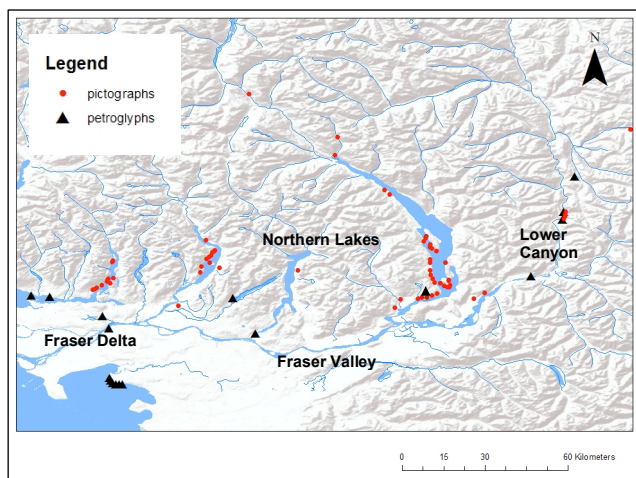 Legend
pictographs
petroglyphs
N
Northern Lakes
Lower
Canyon
Fraser Delta
Fraser Valley
0 15 30 60 Kilometers